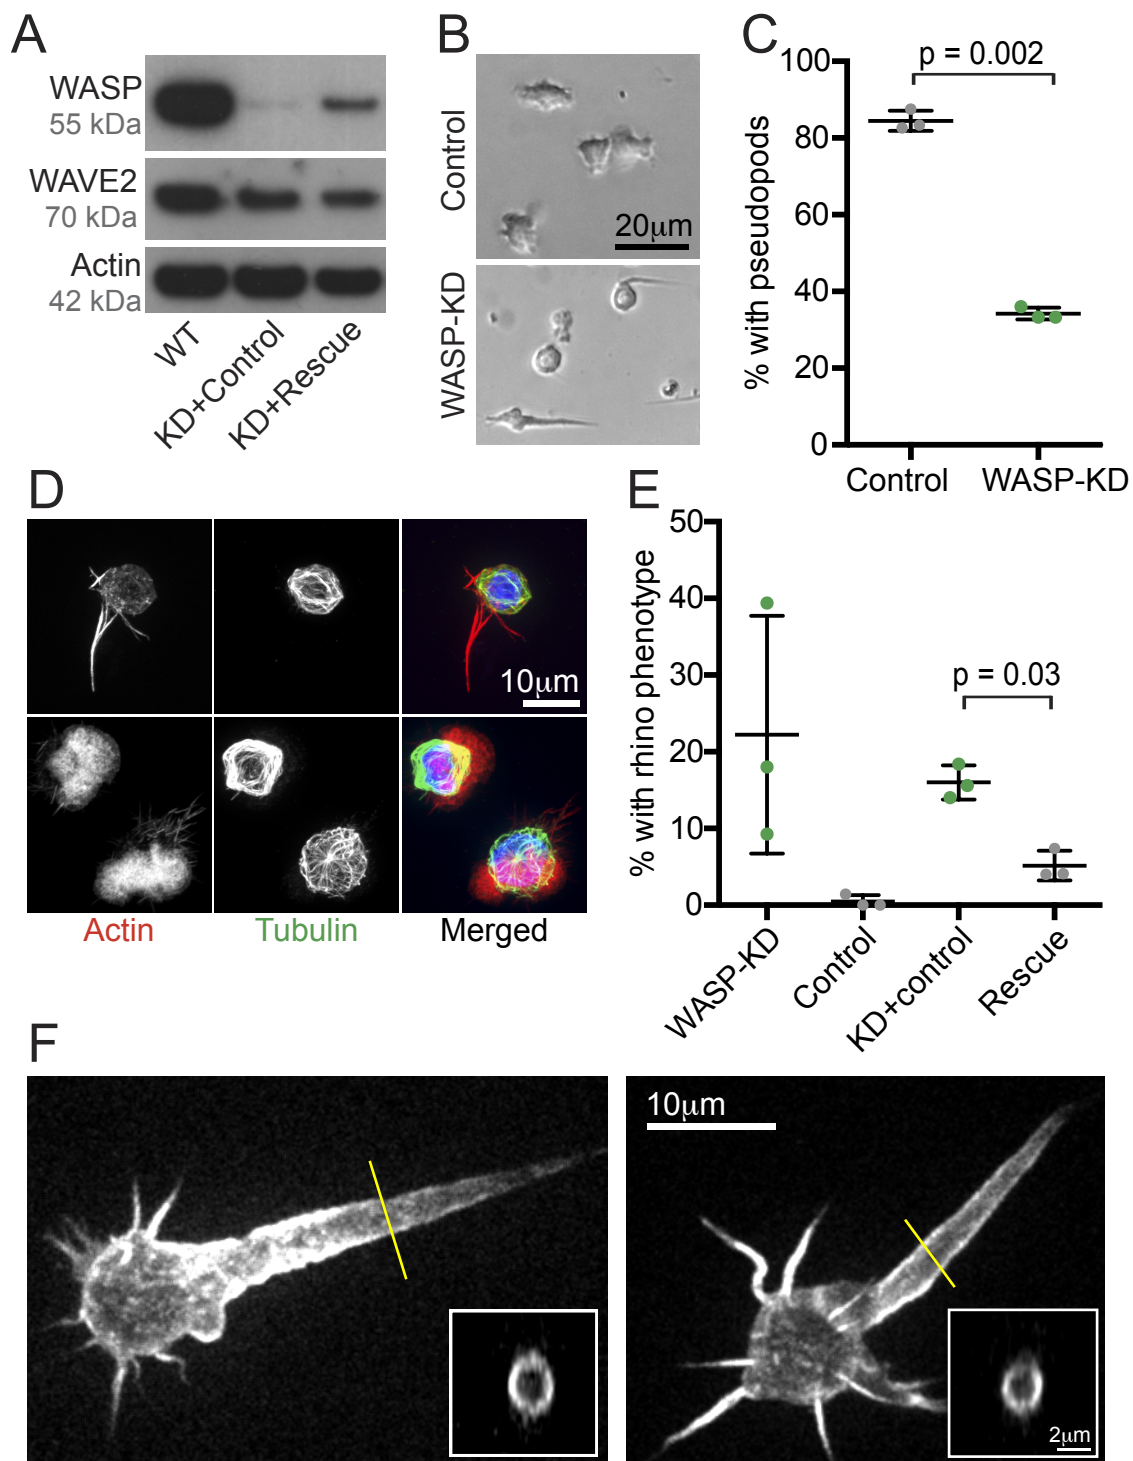 A
WASP
55 kDa
WAVE2
70 kDa
Actin
42 kDa
WT
KD+Control
KD+Rescue
B
Control
20μm
WASP-KD
C
% with pseudopods
100
80
60
40
20
0
p = 0.002
Control
WASP-KD
D
10μm
Actin
Tubulin
Merged
E
% with rhino phenotype
50
40
30
20
10
0
p = 0.03
WASP-KD
Control
KD+control
Rescue
F
10μm
2μm